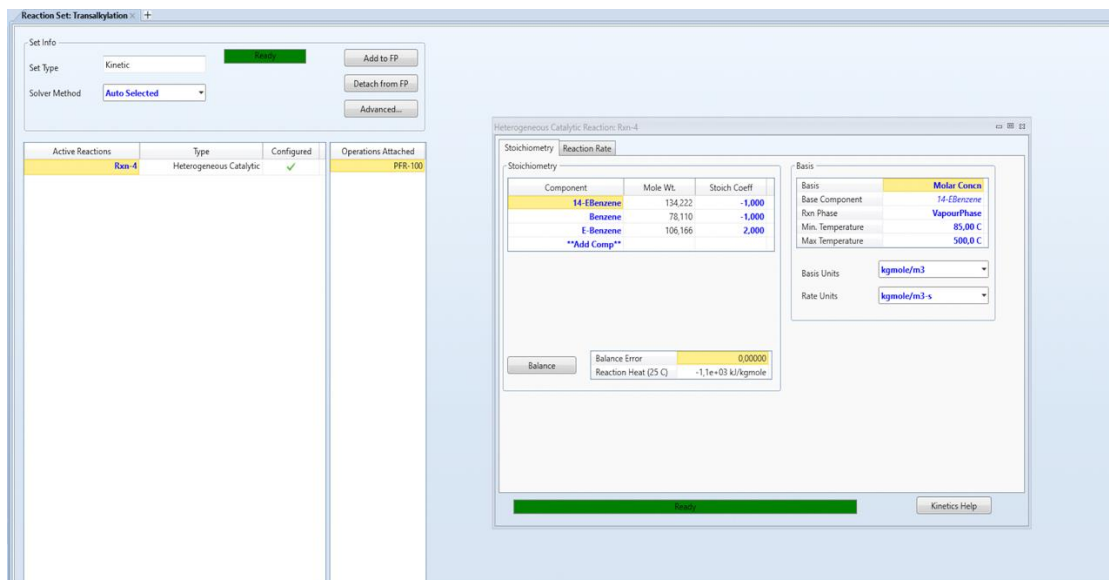 Reaction Set: Transalkylation × +
Set Info
Set Type Kinetic
Ready
Add to FP
Solver Method Auto Selected
Detach from FP
Advanced...
Active Reactions Type Configured
Rxn-4 Heterogeneous Catalytic ✓
Operations Attached
PFR-100
Heterogeneous Catalytic Reaction: Rxn-4
Stoichiometry Reaction Rate
Stoichiometry
Component Mole Wt. Stoich Coeff
14-EBenzene 134,222 -1,000
Benzene 78,110 -1,000
E-Benzene 106,166 2,000
**Add Comp**
Balance
Balance Error 0,00000
Reaction Heat (25 C) -1,1e+03 kJ/kgmole
Basis
Basis Molar Concn
Base Component 14-EBenzene
Rxn Phase VapourPhase
Min. Temperature 85,00 C
Max Temperature 500,0 C
Basis Units kgmole/m3
Rate Units kgmole/m3-s
Ready
Kinetics Help